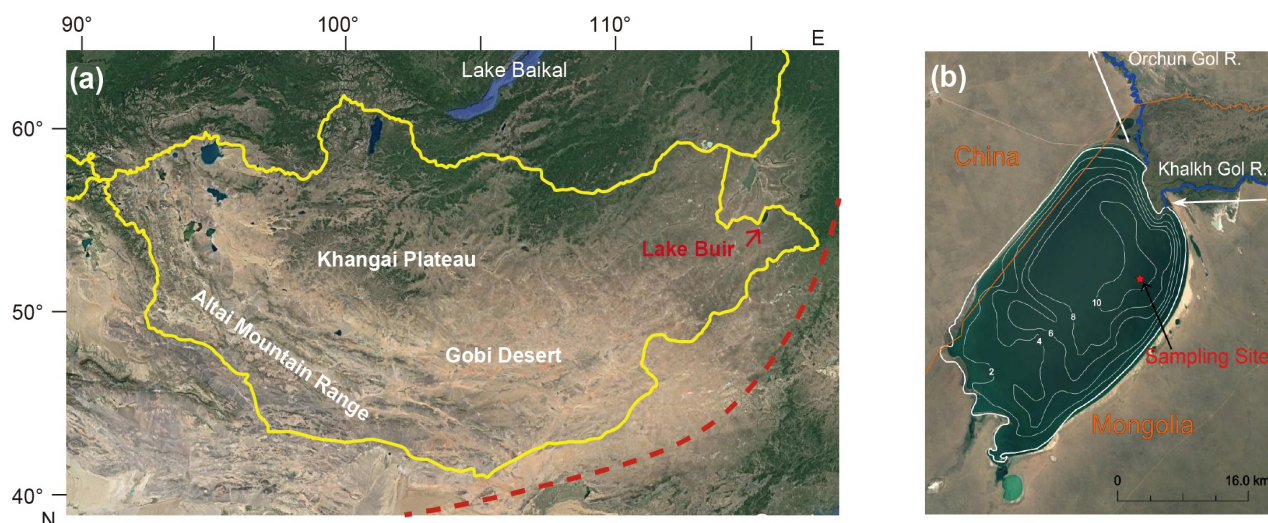 90°
100°
110°
E
(a)
Lake Baikal
60°
Lake Buir
Khangai Plateau
50°
Altai Mountain Range
Gobi Desert
40°
N
(b)
Orchun Gol R.
China
Khalkh Gol R.
10
8
6
4
2
Sampling Site
Mongolia
0
16.0 km